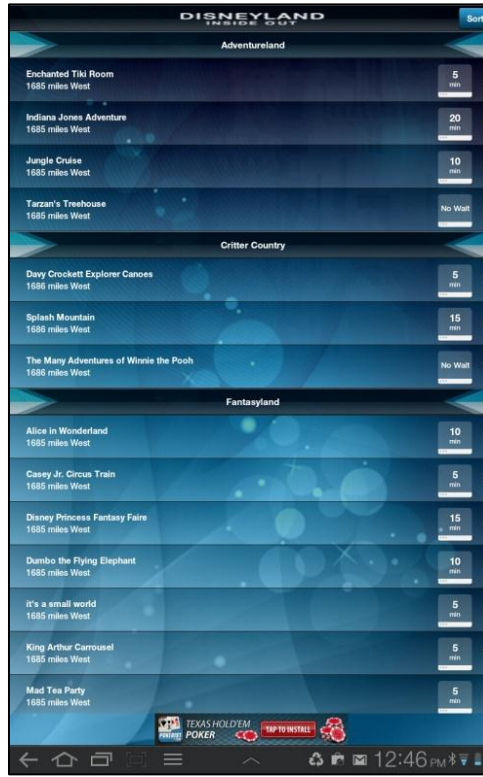 DISNEYLAND
INSIDE OUT
Sort
Adventureland
Enchanted Tiki Room
1685 miles West
5
min
Indiana Jones Adventure
1685 miles West
20
min
Jungle Cruise
1685 miles West
10
min
Tarzan's Treehouse
1685 miles West
No Wait
Critter Country
Davy Crockett Explorer Canoes
1686 miles West
5
min
Splash Mountain
1686 miles West
15
min
The Many Adventures of Winnie the Pooh
1686 miles West
No Wait
Fantasyland
Alice in Wonderland
1685 miles West
10
min
Casey Jr. Circus Train
1685 miles West
5
min
Disney Princess Fantasy Faire
1685 miles West
15
min
Dumbo the Flying Elephant
1685 miles West
10
min
it's a small world
1685 miles West
5
min
King Arthur Carrousel
1685 miles West
5
min
Mad Tea Party
1685 miles West
5
min
TEXAS HOLD'EM
POKER
TAP TO INSTALL
12:46 PM